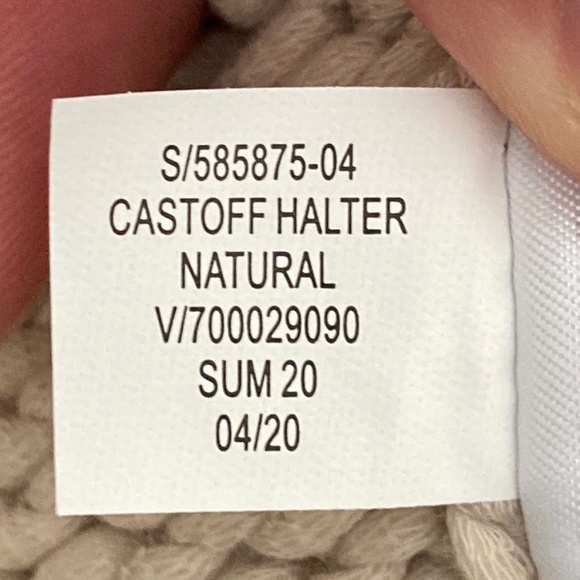 S/585875-04
CASTOFF HALTER
NATURAL
V/700029090
SUM 20
04/20